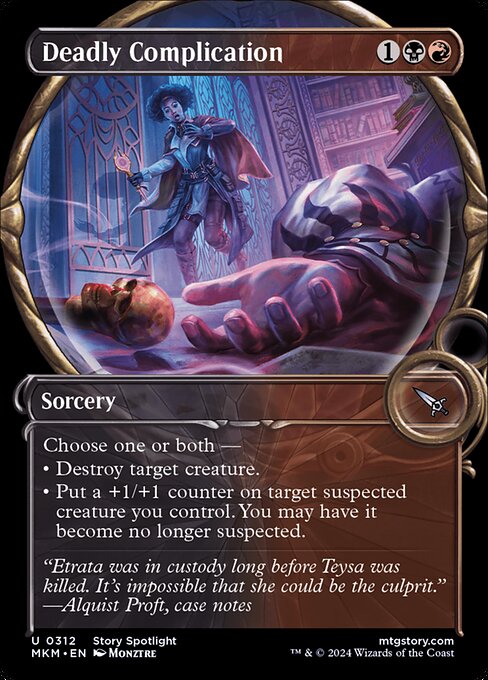 Deadly Complication 1
Sorcery
Choose one or both —
• Destroy target creature.
• Put a +1/+1 counter on target suspected
creature you control. You may have it
become no longer suspected.
“Etrata was in custody long before Teysa was
killed. It’s impossible that she could be the culprit.”
—Alquist Proft, case notes
U 0312 Story Spotlight mtgstory.com
MKM • EN Monztre ™ & © 2024 Wizards of the Coast